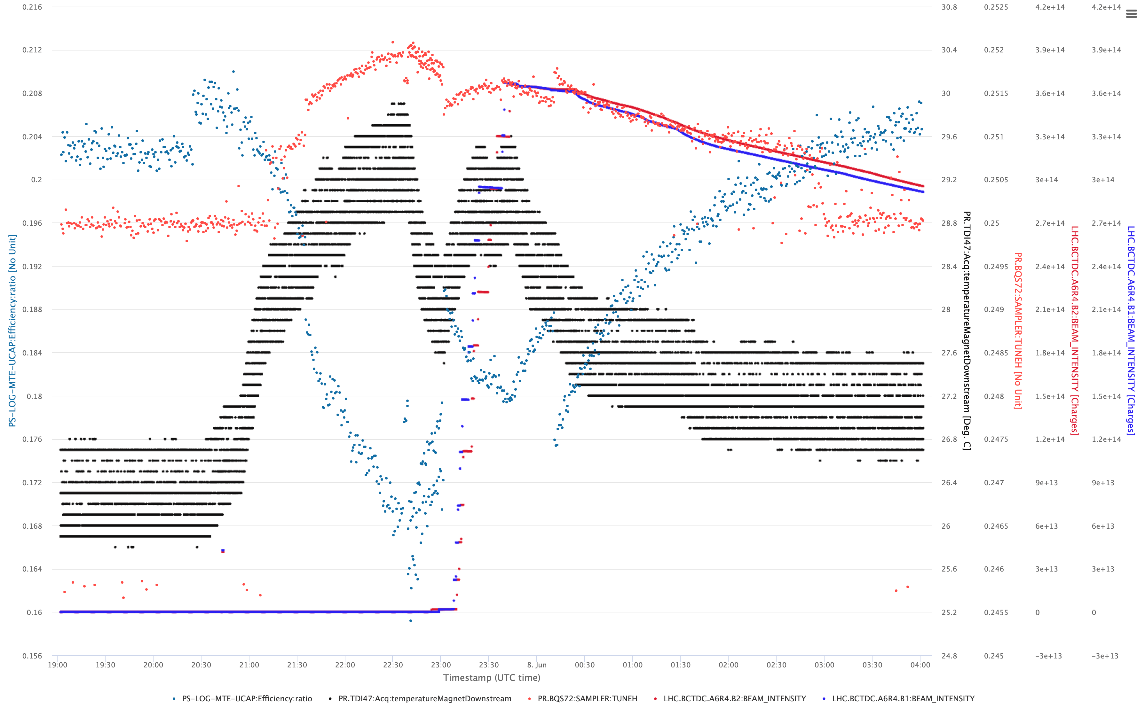 0.216 30.8 0.2525 4.2e+14 4.2e+14
0.212 30.4 0.252 3.9e+14 3.9e+14
0.208 30 0.2515 3.6e+14 3.6e+14
0.204 29.6 0.251 3.3e+14 3.3e+14
0.2 29.2 0.2505 3e+14 3e+14
0.196 28.8 0.25 2.7e+14 2.7e+14
0.192 28.4 0.2495 2.4e+14 2.4e+14
0.188 28 0.249 2.1e+14 2.1e+14
0.184 27.6 0.2485 1.8e+14 1.8e+14
0.18 27.2 0.248 1.5e+14 1.5e+14
0.176 26.8 0.2475 1.2e+14 1.2e+14
0.172 26.4 0.247 9e+13 9e+13
0.168 26 0.2465 6e+13 6e+13
0.164 25.6 0.246 3e+13 3e+13
0.16 25.2 0.2455 0 0
0.156 24.8 0.245 -3e+13 -3e+13
PS-LOG-MTE-UCAP:Efficiency:ratio [No Unit]
PR.TDI47:Acq:temperatureMagnetDownstream [Deg. C]
PR.BQS72:SAMPLER:TUNEH [No Unit]
LHC.BCTDC.A6R4.B2:BEAM_INTENSITY [Charges]
LHC.BCTDC.A6R4.B1:BEAM_INTENSITY [Charges]
19:00 19:30 20:00 20:30 21:00 21:30 22:00 22:30 23:00 23:30 8. Jun 00:30 01:00 01:30 02:00 02:30 03:00 03:30 04:00
Timestamp (UTC time)
PS-LOG-MTE-UCAP:Efficiency:ratio PR.TDI47:Acq:temperatureMagnetDownstream PR.BQS72:SAMPLER:TUNEH LHC.BCTDC.A6R4.B2:BEAM_INTENSITY LHC.BCTDC.A6R4.B1:BEAM_INTENSITY